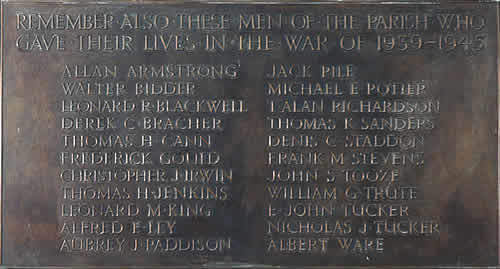 REMEMBER·ALSO·THESE·MEN·OF·THE·PARISH·WHO
GAVE·THEIR·LIVES·IN·THE·WAR·OF·1939–1945
ALLAN ARMSTRONG
WALTER BIDDER
LEONARD·R·BLACKWELL
DEREK·C·BRACHER
THOMAS·H·CANN
FREDERICK GOULD
CHRISTOPHER·J·IRWIN
THOMAS·H·JENKINS
LEONARD·M·KING
ALFRED·E·LEY
AUBREY·J·PADDISON
JACK PILE
MICHAEL·E·POTTER
T·ALAN RICHARDSON
THOMAS·K·SANDERS
DENIS·C·STADDON
FRANK·M·STEVENS
JOHN·S·TOOZE
WILLIAM·G·TRUTE
E·JOHN·TUCKER
NICHOLAS·J·TUCKER
ALBERT WARE